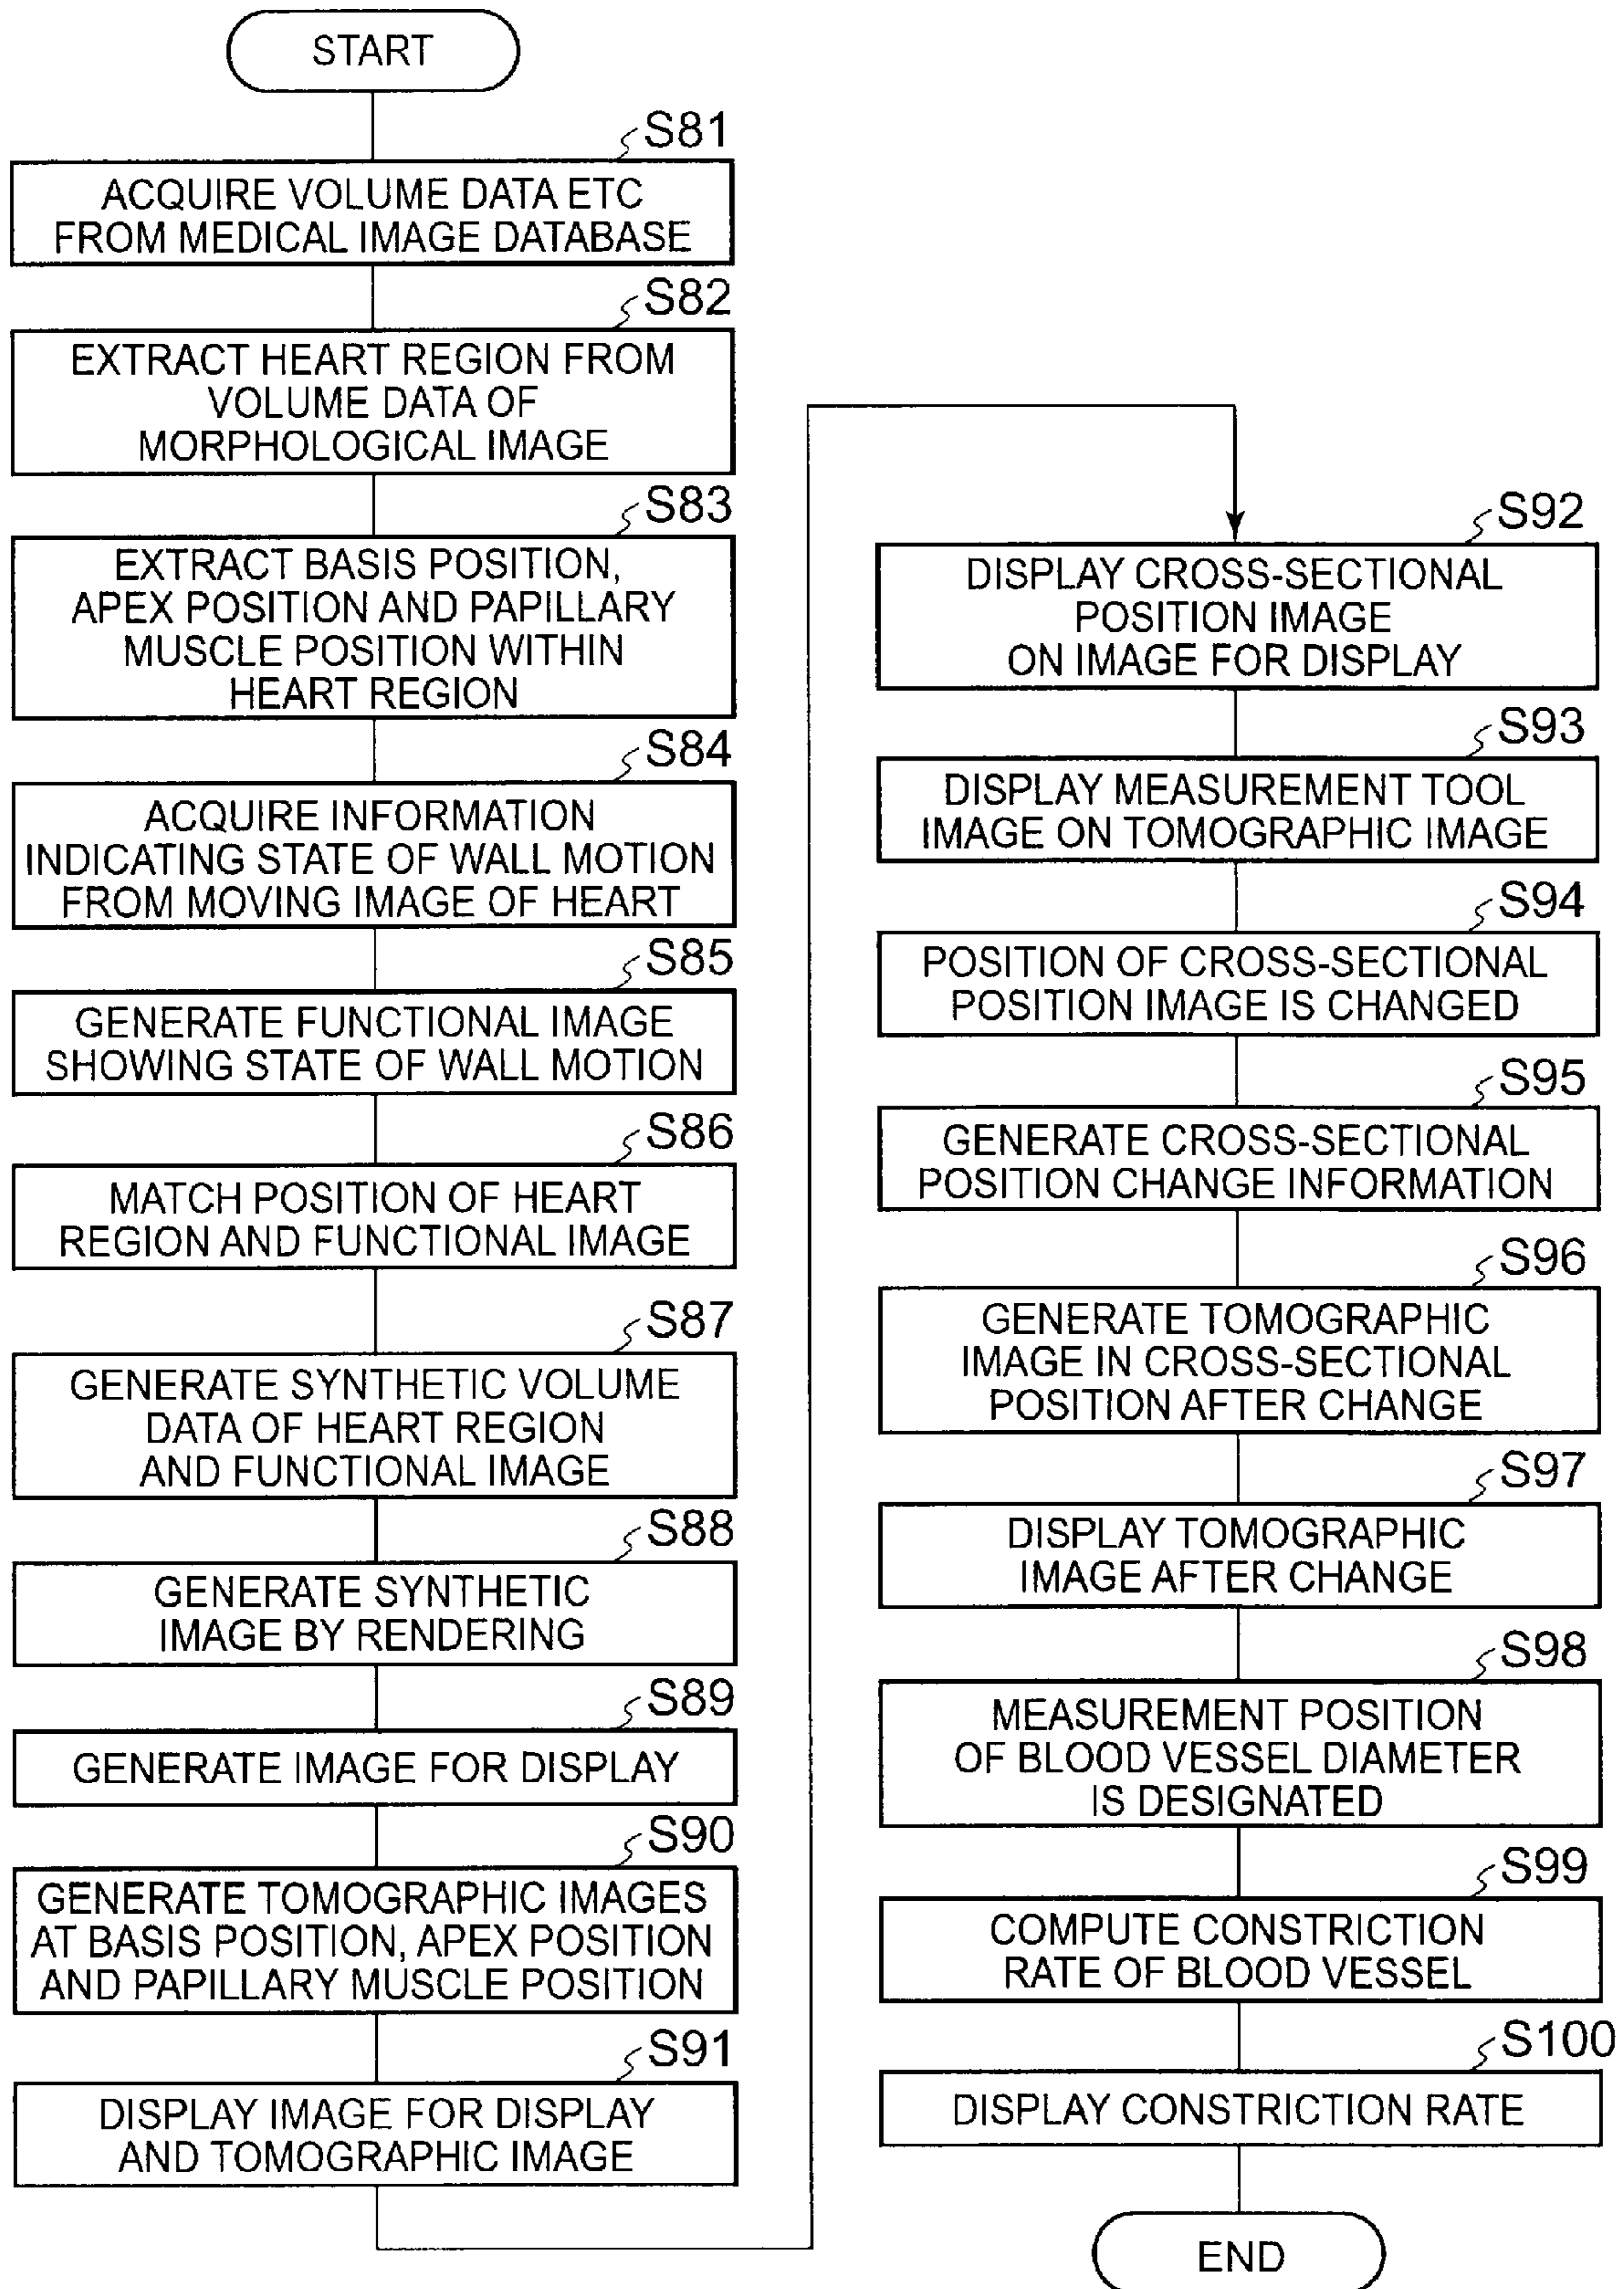 START
S81
ACQUIRE VOLUME DATA ETC
FROM MEDICAL IMAGE DATABASE
S82
EXTRACT HEART REGION FROM
VOLUME DATA OF
MORPHOLOGICAL IMAGE
S83
EXTRACT BASIS POSITION,
APEX POSITION AND PAPILLARY
MUSCLE POSITION WITHIN
HEART REGION
S84
ACQUIRE INFORMATION
INDICATING STATE OF WALL MOTION
FROM MOVING IMAGE OF HEART
S85
GENERATE FUNCTIONAL IMAGE
SHOWING STATE OF WALL MOTION
S86
MATCH POSITION OF HEART
REGION AND FUNCTIONAL IMAGE
S87
GENERATE SYNTHETIC VOLUME
DATA OF HEART REGION
AND FUNCTIONAL IMAGE
S88
GENERATE SYNTHETIC
IMAGE BY RENDERING
S89
GENERATE IMAGE FOR DISPLAY
S90
GENERATE TOMOGRAPHIC IMAGES
AT BASIS POSITION, APEX POSITION
AND PAPILLARY MUSCLE POSITION
S91
DISPLAY IMAGE FOR DISPLAY
AND TOMOGRAPHIC IMAGE
S92
DISPLAY CROSS-SECTIONAL
POSITION IMAGE
ON IMAGE FOR DISPLAY
S93
DISPLAY MEASUREMENT TOOL
IMAGE ON TOMOGRAPHIC IMAGE
S94
POSITION OF CROSS-SECTIONAL
POSITION IMAGE IS CHANGED
S95
GENERATE CROSS-SECTIONAL
POSITION CHANGE INFORMATION
S96
GENERATE TOMOGRAPHIC
IMAGE IN CROSS-SECTIONAL
POSITION AFTER CHANGE
S97
DISPLAY TOMOGRAPHIC
IMAGE AFTER CHANGE
S98
MEASUREMENT POSITION
OF BLOOD VESSEL DIAMETER
IS DESIGNATED
S99
COMPUTE CONSTRICTION
RATE OF BLOOD VESSEL
S100
DISPLAY CONSTRICTION RATE
END